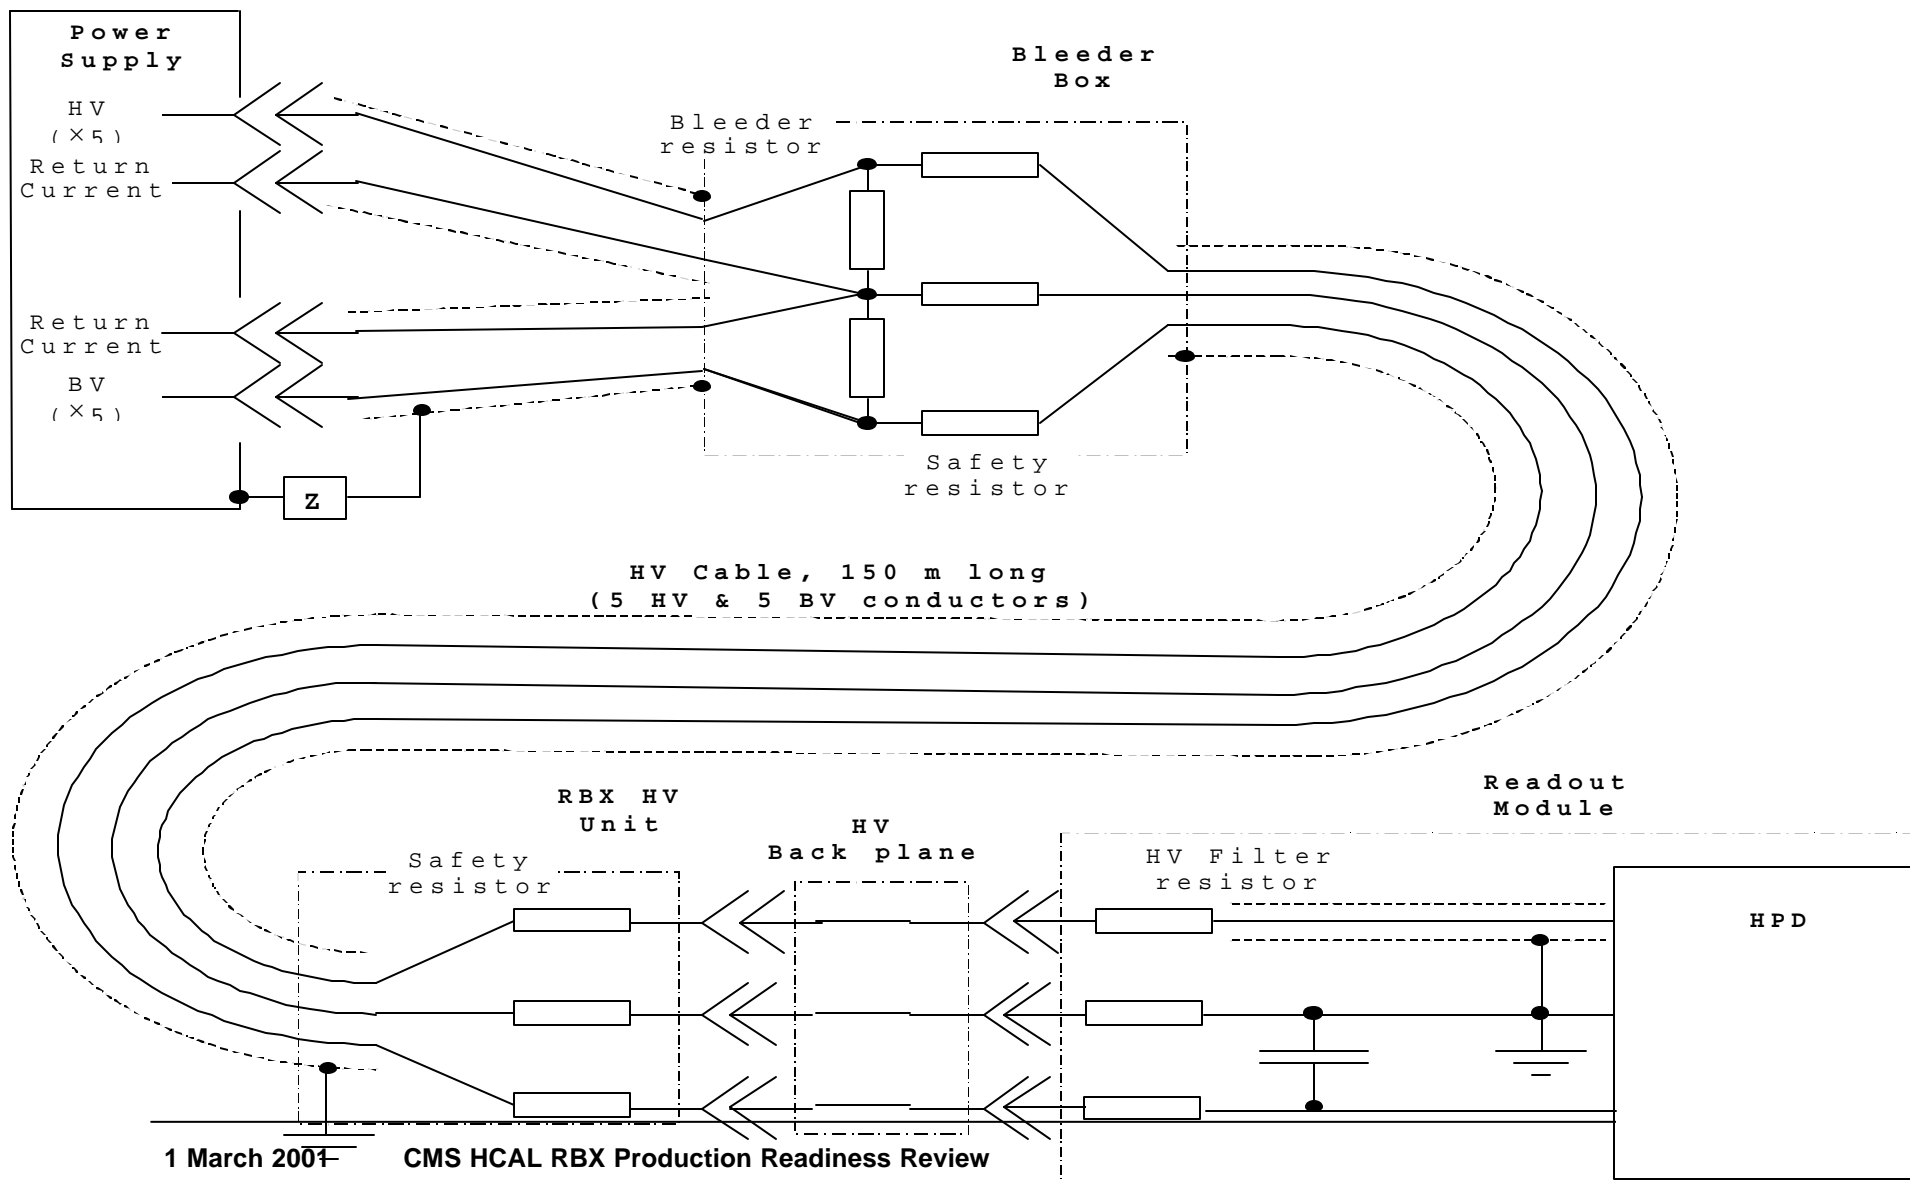 Power
Supply
HV
(×5)
Return
Current
Return
Current
BV
(×5)
Z
Bleeder
Box
Bleeder
resistor
Safety
resistor
HV Cable, 150 m long
(5 HV & 5 BV conductors)
RBX HV
Unit
Safety
resistor
HV
Back plane
Readout
Module
HV Filter
resistor
HPD
1 March 2001
CMS HCAL RBX Production Readiness Review